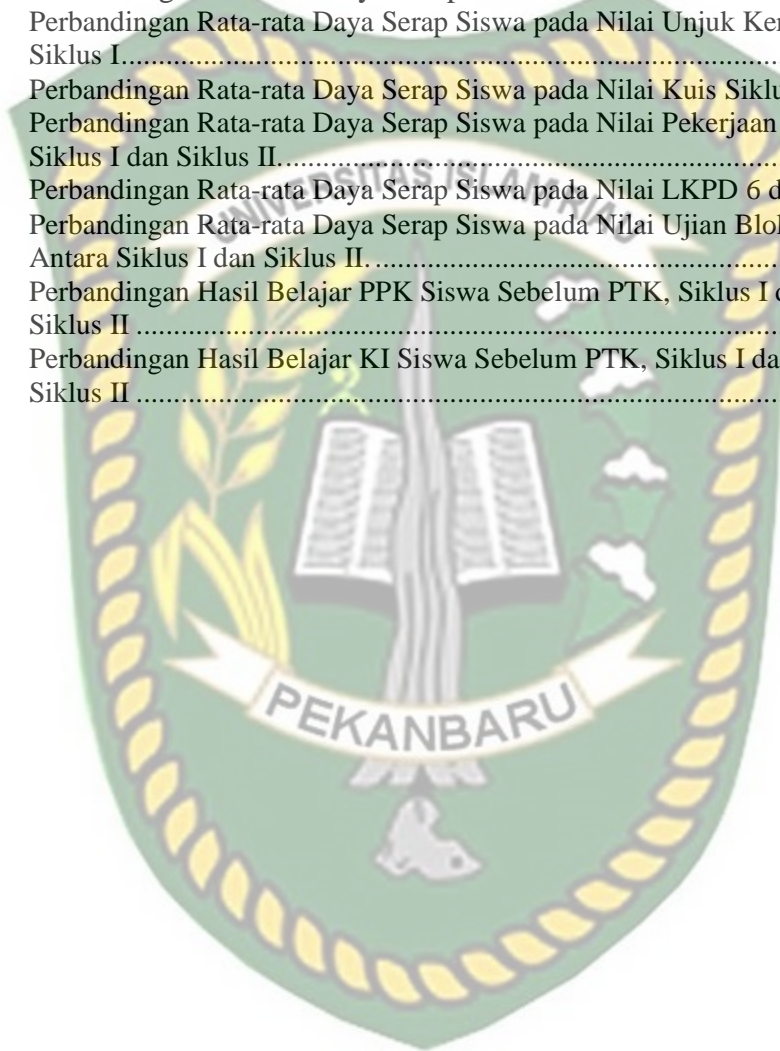 Perbandingan Rata-rata Daya Serap Siswa pada Nilai Unjuk Ker
Siklus I......................................................................................
Perbandingan Rata-rata Daya Serap Siswa pada Nilai Kuis Siklu
Perbandingan Rata-rata Daya Serap Siswa pada Nilai Pekerjaan
Siklus I dan Siklus II.................................................................
Perbandingan Rata-rata Daya Serap Siswa pada Nilai LKPD 6 d
Perbandingan Rata-rata Daya Serap Siswa pada Nilai Ujian Blo
Antara Siklus I dan Siklus II. ....................................................
Perbandingan Hasil Belajar PPK Siswa Sebelum PTK, Siklus I d
Siklus II ....................................................................................
Perbandingan Hasil Belajar KI Siswa Sebelum PTK, Siklus I da
Siklus II ....................................................................................
UNIVERSITAS ISLAM RIAU
PEKANBARU